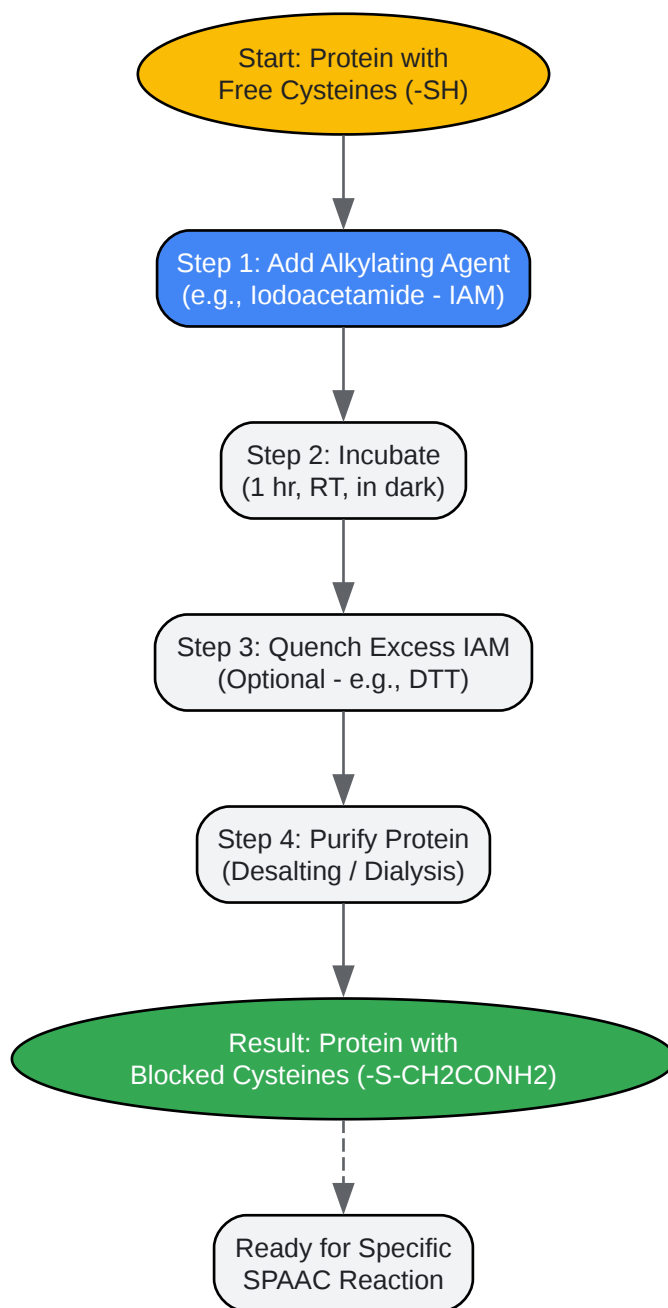 Start: Protein with
Free Cysteines (-SH)
Step 1: Add Alkylating Agent
(e.g., Iodoacetamide - IAM)
Step 2: Incubate
(1 hr, RT, in dark)
Step 3: Quench Excess IAM
(Optional - e.g., DTT)
Step 4: Purify Protein
(Desalting / Dialysis)
Result: Protein with
Blocked Cysteines (-S-CH2CONH2)
Ready for Specific
SPAAC Reaction